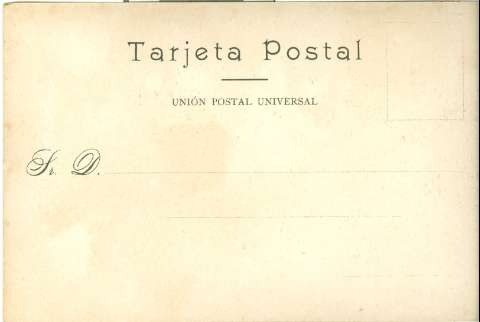 Tarjeta Postal
UNIÓN POSTAL UNIVERSAL
Sr. D.